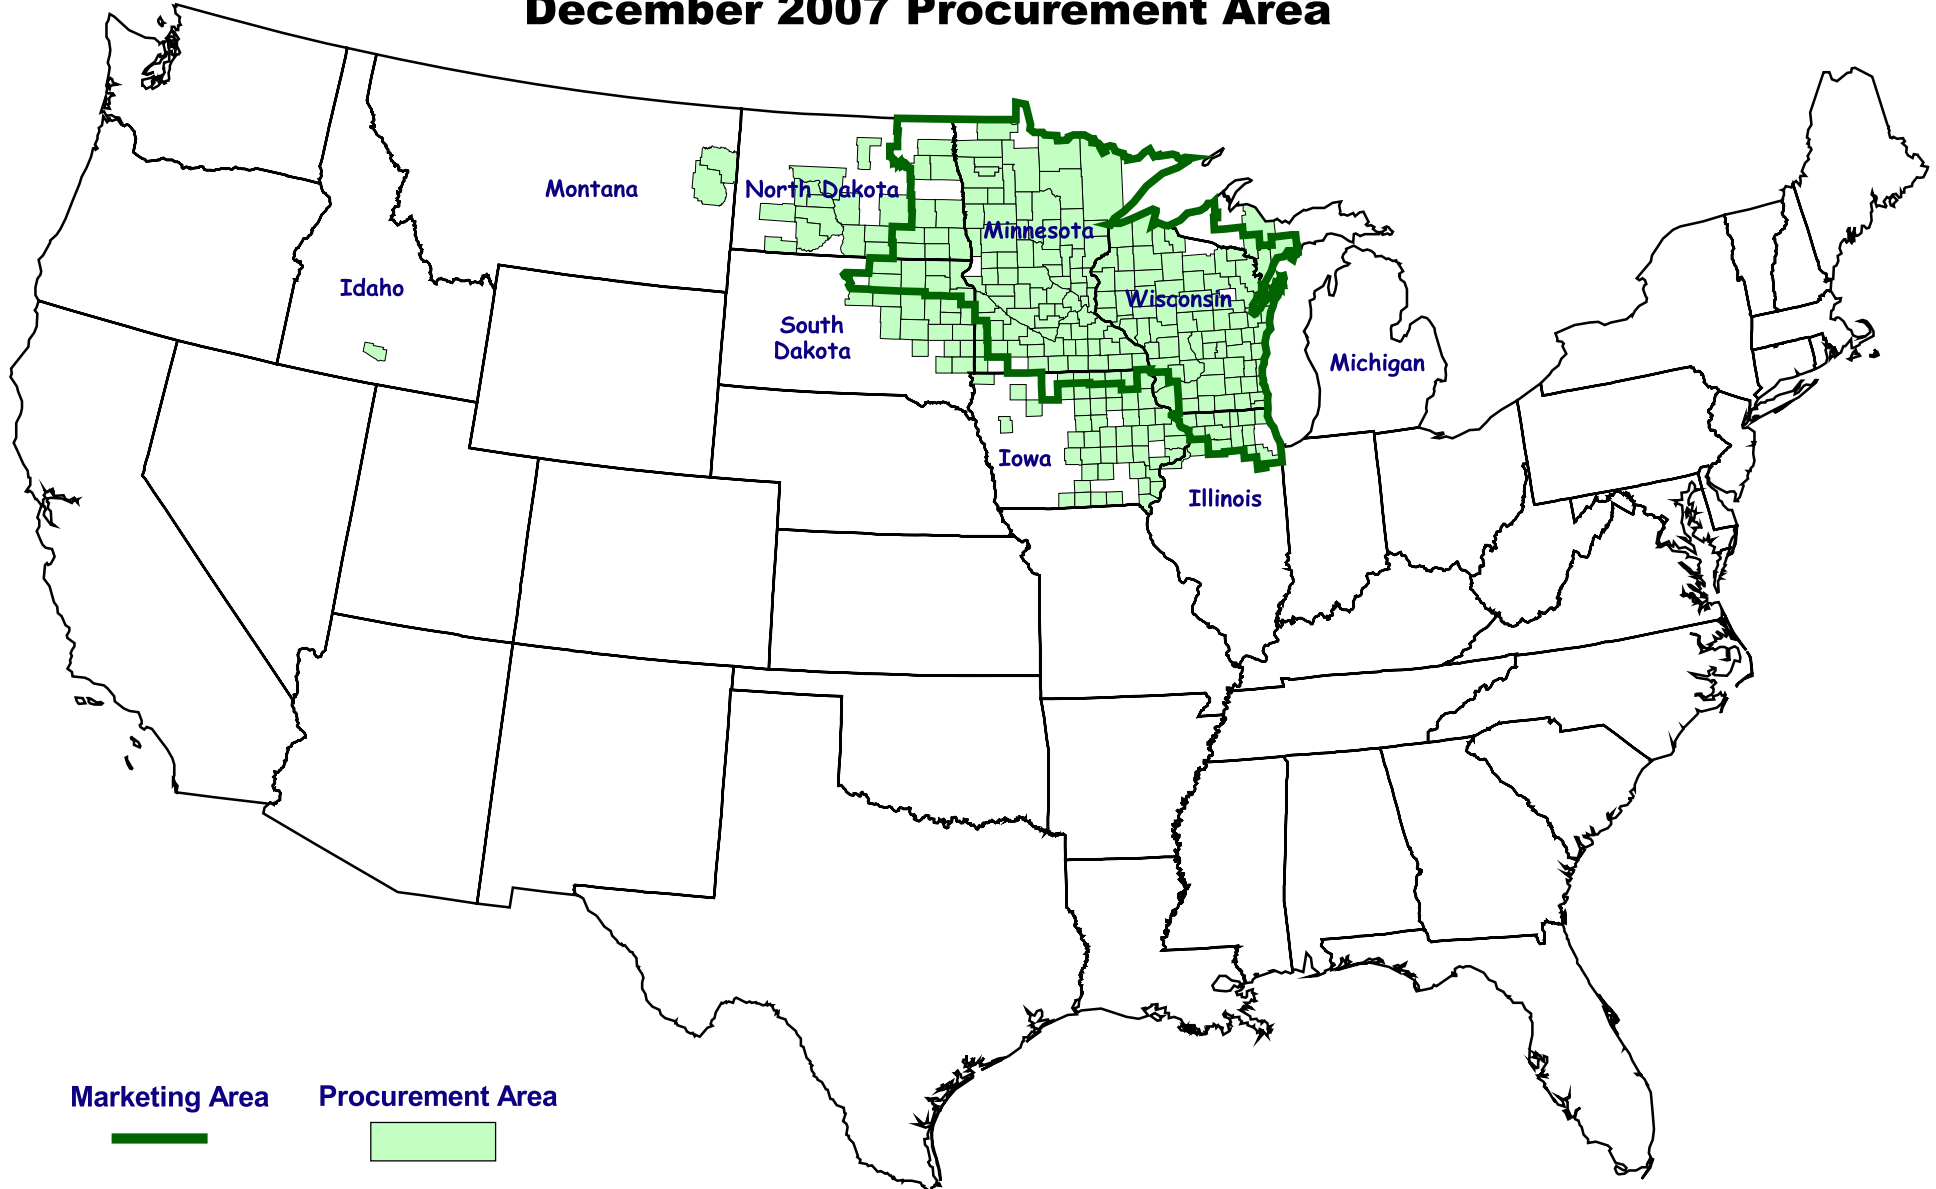 December 2007 Procurement Area
Montana
North Dakota
Minnesota
Idaho
Wisconsin
South
Dakota
Michigan
Iowa
Illinois
Marketing Area
Procurement Area